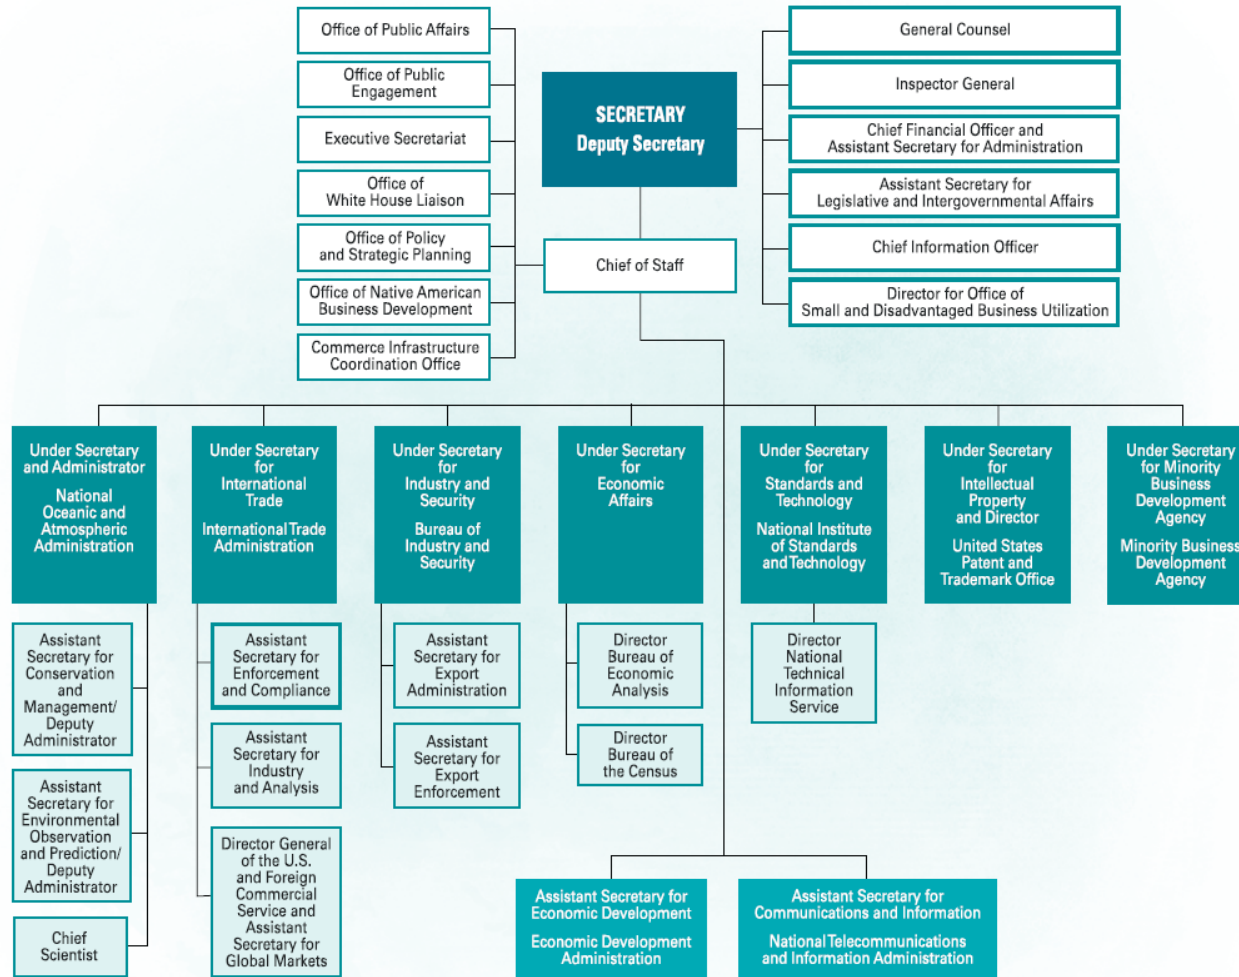 Office of Public Affairs
Office of Public
Engagement
Executive Secretariat
Office of
White House Liaison
Office of Policy
and Strategic Planning
Office of Native American
Business Development
Commerce Infrastructure
Coordination Office
SECRETARY
Deputy Secretary
Chief of Staff
General Counsel
Inspector General
Chief Financial Officer and
Assistant Secretary for Administration
Assistant Secretary for
Legislative and Intergovernmental Affairs
Chief Information Officer
Director for Office of
Small and Disadvantaged Business Utilization
Under Secretary
and Administrator
National
Oceanic and
Atmospheric
Administration
Under Secretary
for
International
Trade
International Trade
Administration
Under Secretary
for
Industry and
Security
Bureau of
Industry and
Security
Under Secretary
for
Economic
Affairs
Under Secretary
for
Standards and
Technology
National Institute
of Standards
and Technology
Under Secretary
for
Intellectual
Property
and Director
United States
Patent and
Trademark Office
Under Secretary
for Minority
Business
Development
Agency
Minority Business
Development
Agency
Assistant
Secretary for
Conservation
and
Management/
Deputy
Administrator
Assistant
Secretary for
Environmental
Observation
and Prediction/
Deputy
Administrator
Chief
Scientist
Assistant
Secretary for
Enforcement
and Compliance
Assistant
Secretary for
Industry
and Analysis
Director General
of the U.S.
and Foreign
Commercial
Service and
Assistant
Secretary for
Global Markets
Assistant
Secretary for
Export
Administration
Assistant
Secretary for
Export
Enforcement
Director
Bureau of
Economic
Analysis
Director
Bureau of
the Census
Director
National
Technical
Information
Service
Assistant Secretary for
Economic Development
Economic Development
Administration
Assistant Secretary for
Communications and Information
National Telecommunications
and Information Administration